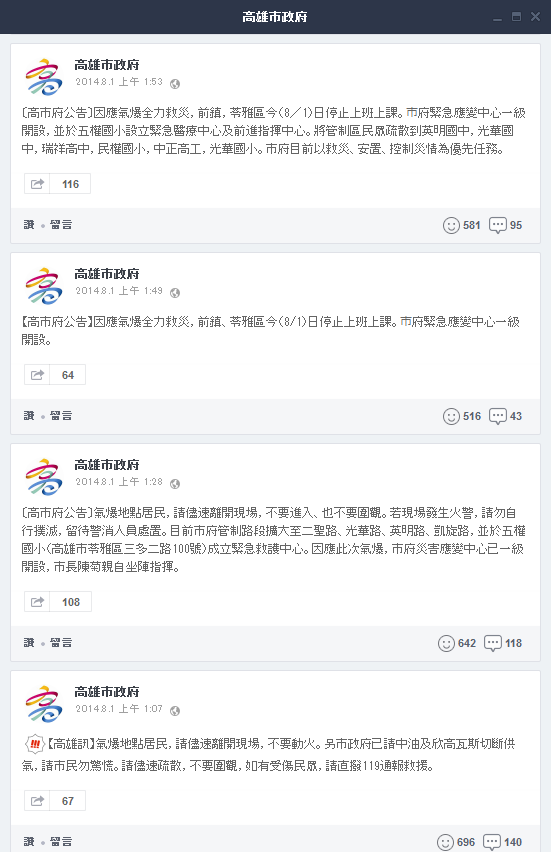 高雄市政府
高雄市政府
2014.8.1 上午 1:53
〔高市府公告〕因應氣爆全力救災, 前鎮, 苓雅區今(8／1)日停止上班上課。市府緊急應變中心一級
開設, 並於五權國小設立緊急醫療中心及前進指揮中心。將管制區民眾疏散到英明國中, 光華國
中, 瑞祥高中, 民權國小, 中正高工, 光華國小。市府目前以救災、安置、控制災情為優先任務。
116
讚 留言 581 95
高雄市政府
2014.8.1 上午 1:49
【高市府公告】因應氣爆全力救災, 前鎮、苓雅區今(8/1)日停止上班上課。市府緊急應變中心一級
開設。
64
讚 留言 516 43
高雄市政府
2014.8.1 上午 1:28
〔高市府公告〕氣爆地點居民, 請儘速離開現場, 不要進入、也不要圍觀。若現場發生火警, 請勿自
行撲滅, 留待警消人員處置。目前市府管制路段擴大至二聖路、光華路、英明路、凱旋路, 並於五權
國小(高雄市苓雅區三多二路100號)成立緊急救護中心。因應此次氣爆, 市府災害應變中心已一級
開設, 市長陳菊親自坐陣指揮。
108
讚 留言 642 118
高雄市政府
2014.8.1 上午 1:07
!!!【高雄訊】氣爆地點居民, 請儘速離開現場, 不要動火。另市政府已請中油及欣高瓦斯切斷供
氣, 請市民勿驚慌。請儘速疏散, 不要圍觀, 如有受傷民眾, 請直撥119通報救援。
67
讚 留言 696 140